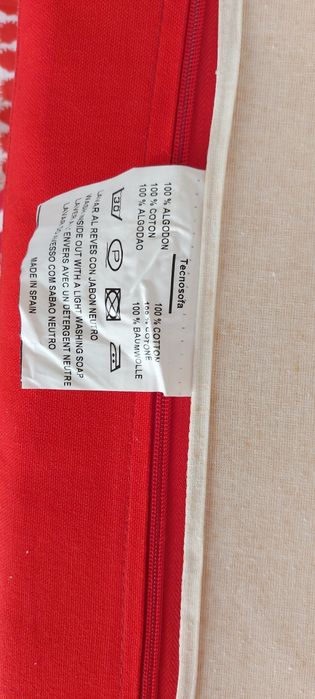 Tecnosofa
100 % ALGODON
100 % COTON
100 % ALGODAO
100 % COTTON
100 % COTONE
100 % BAUMWOLLE
30
P
LAVAR AL REVES CON JABON NEUTRO
WASH INSIDE OUT WITH A LIGHT WASHING SOAP
LAVER ENVERS AVEC UN DETERGENT NEUTRE
LAVAR VESSO COM SABAO NEUTRO
MADE IN SPAIN